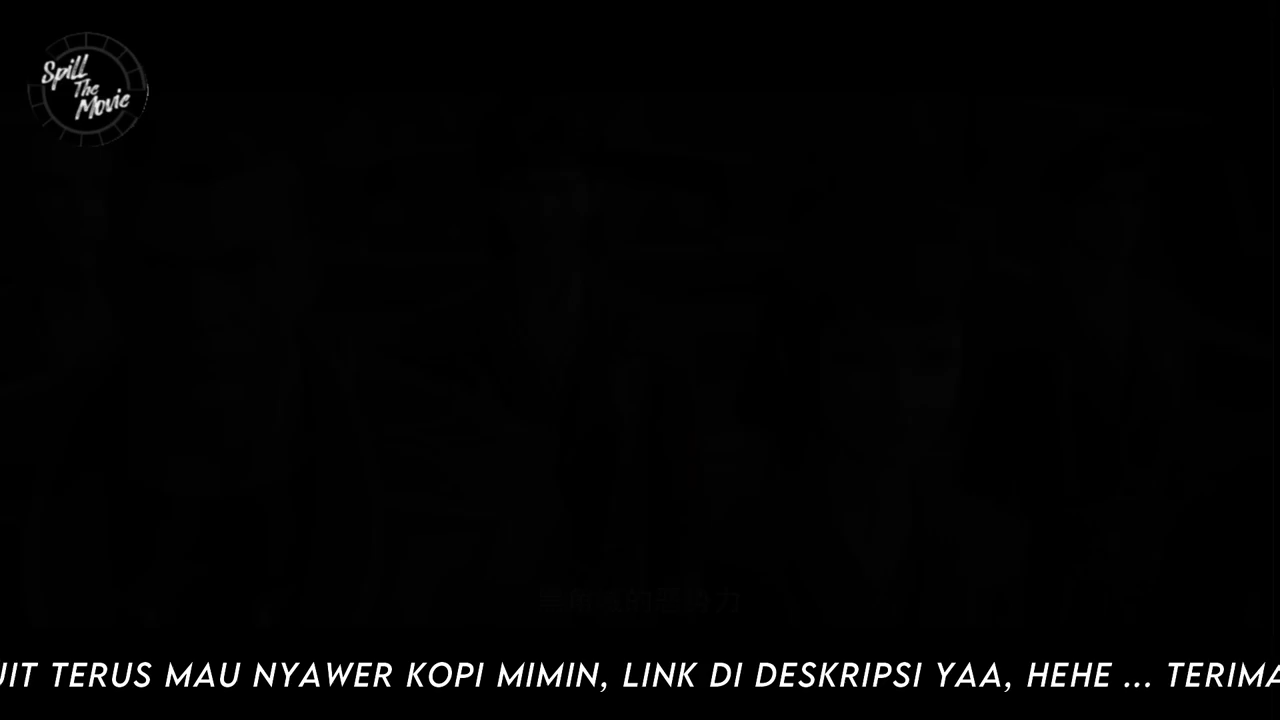 Spill
The
Movie
UIT TERUS MAU NYAWER KOPI MIMIN, LINK DI DESKRIPSI YAA, HEHE ... TERIMA